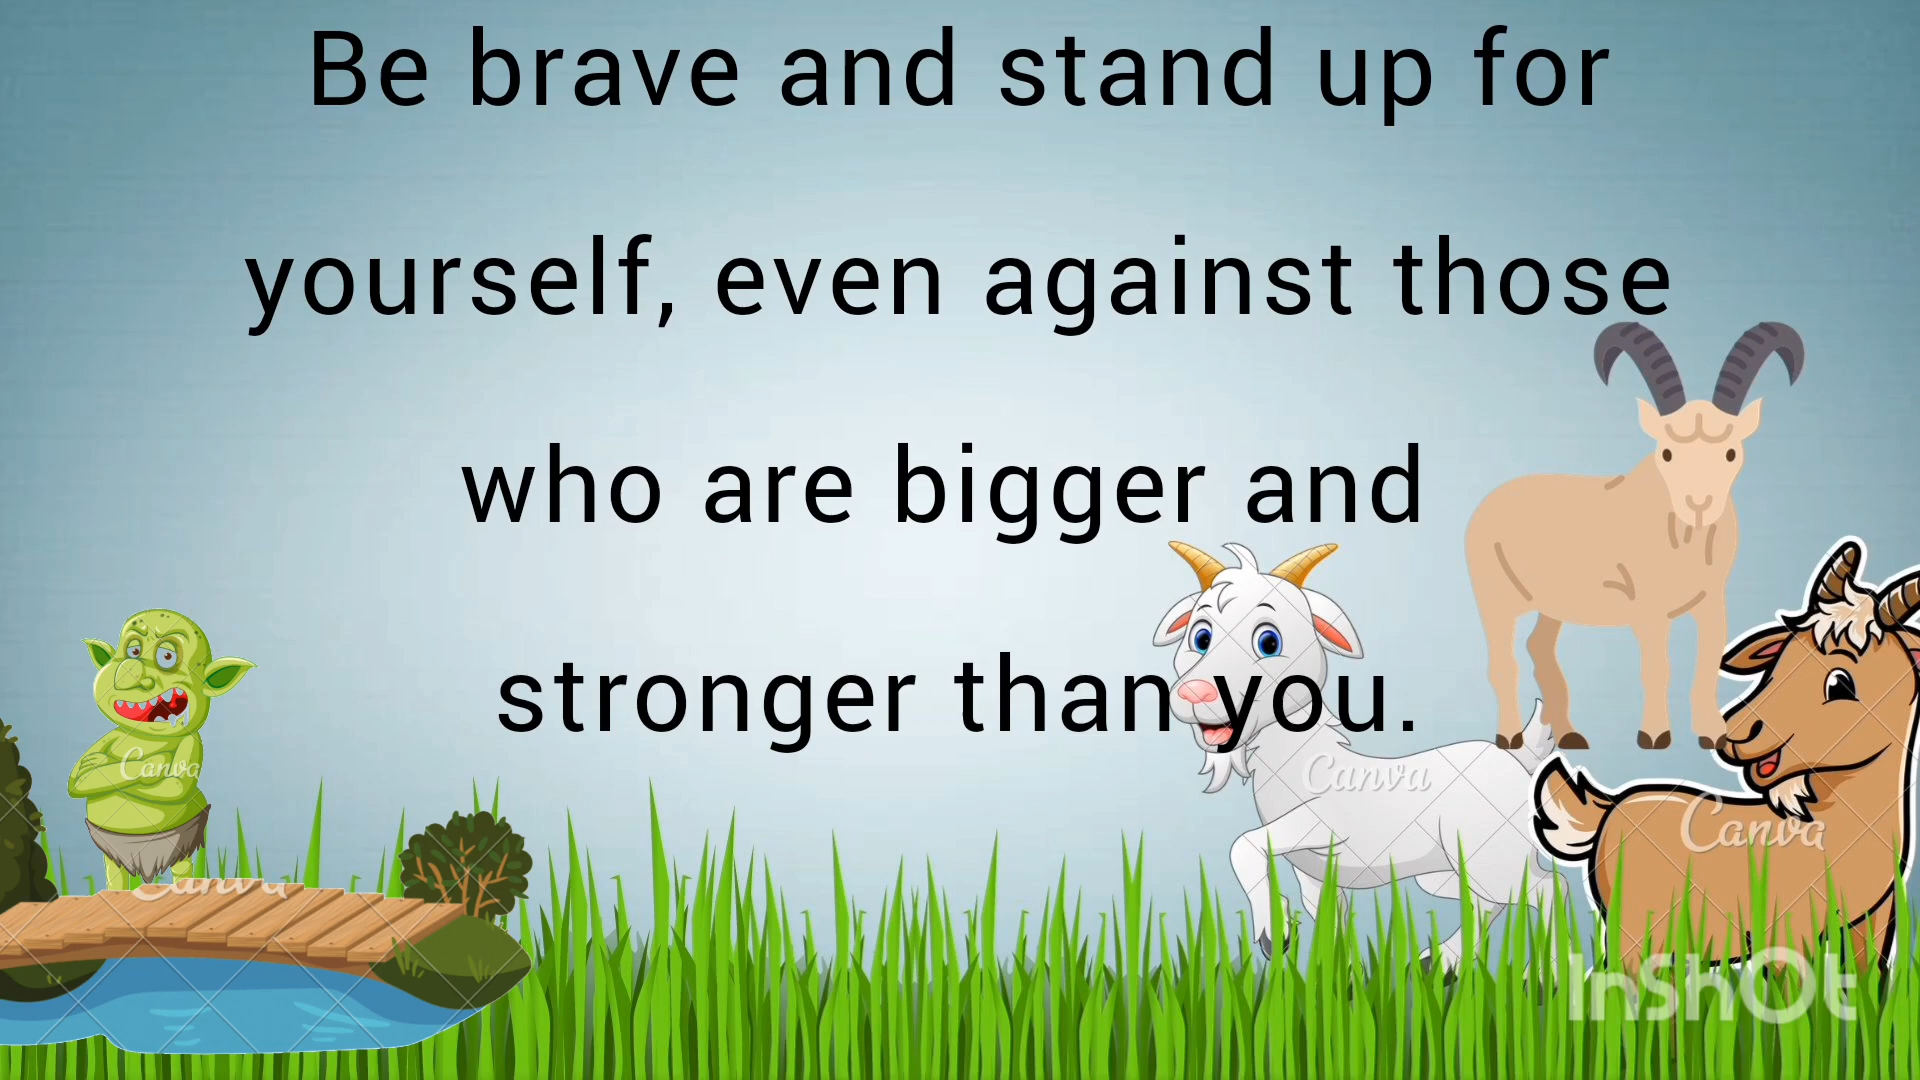 Be brave and stand up for
yourself, even against those
who are bigger and
stronger than you.
Canva
Canva
Canva
Canva
InShOt